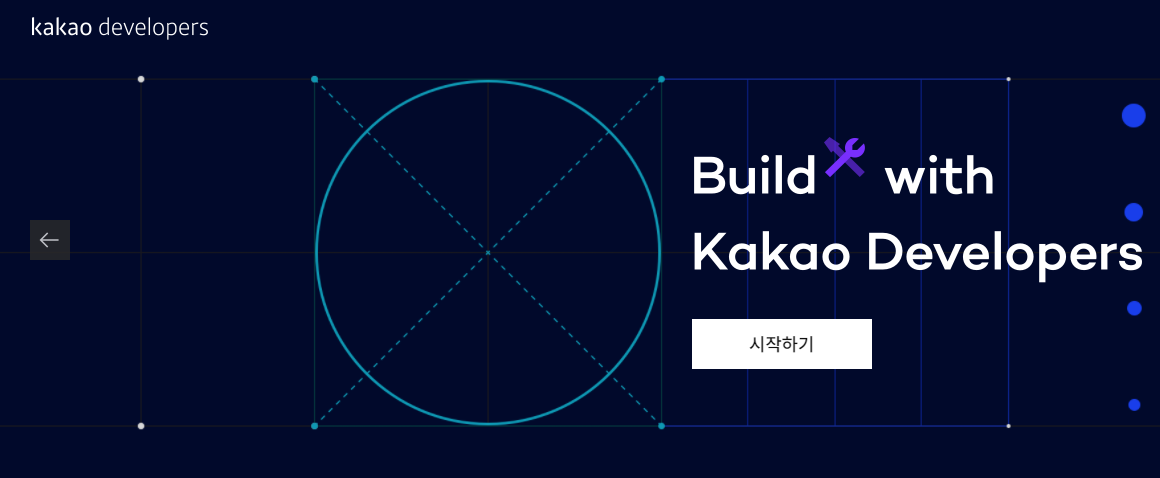 kakao developers
Build with
Kakao Developers
시작하기